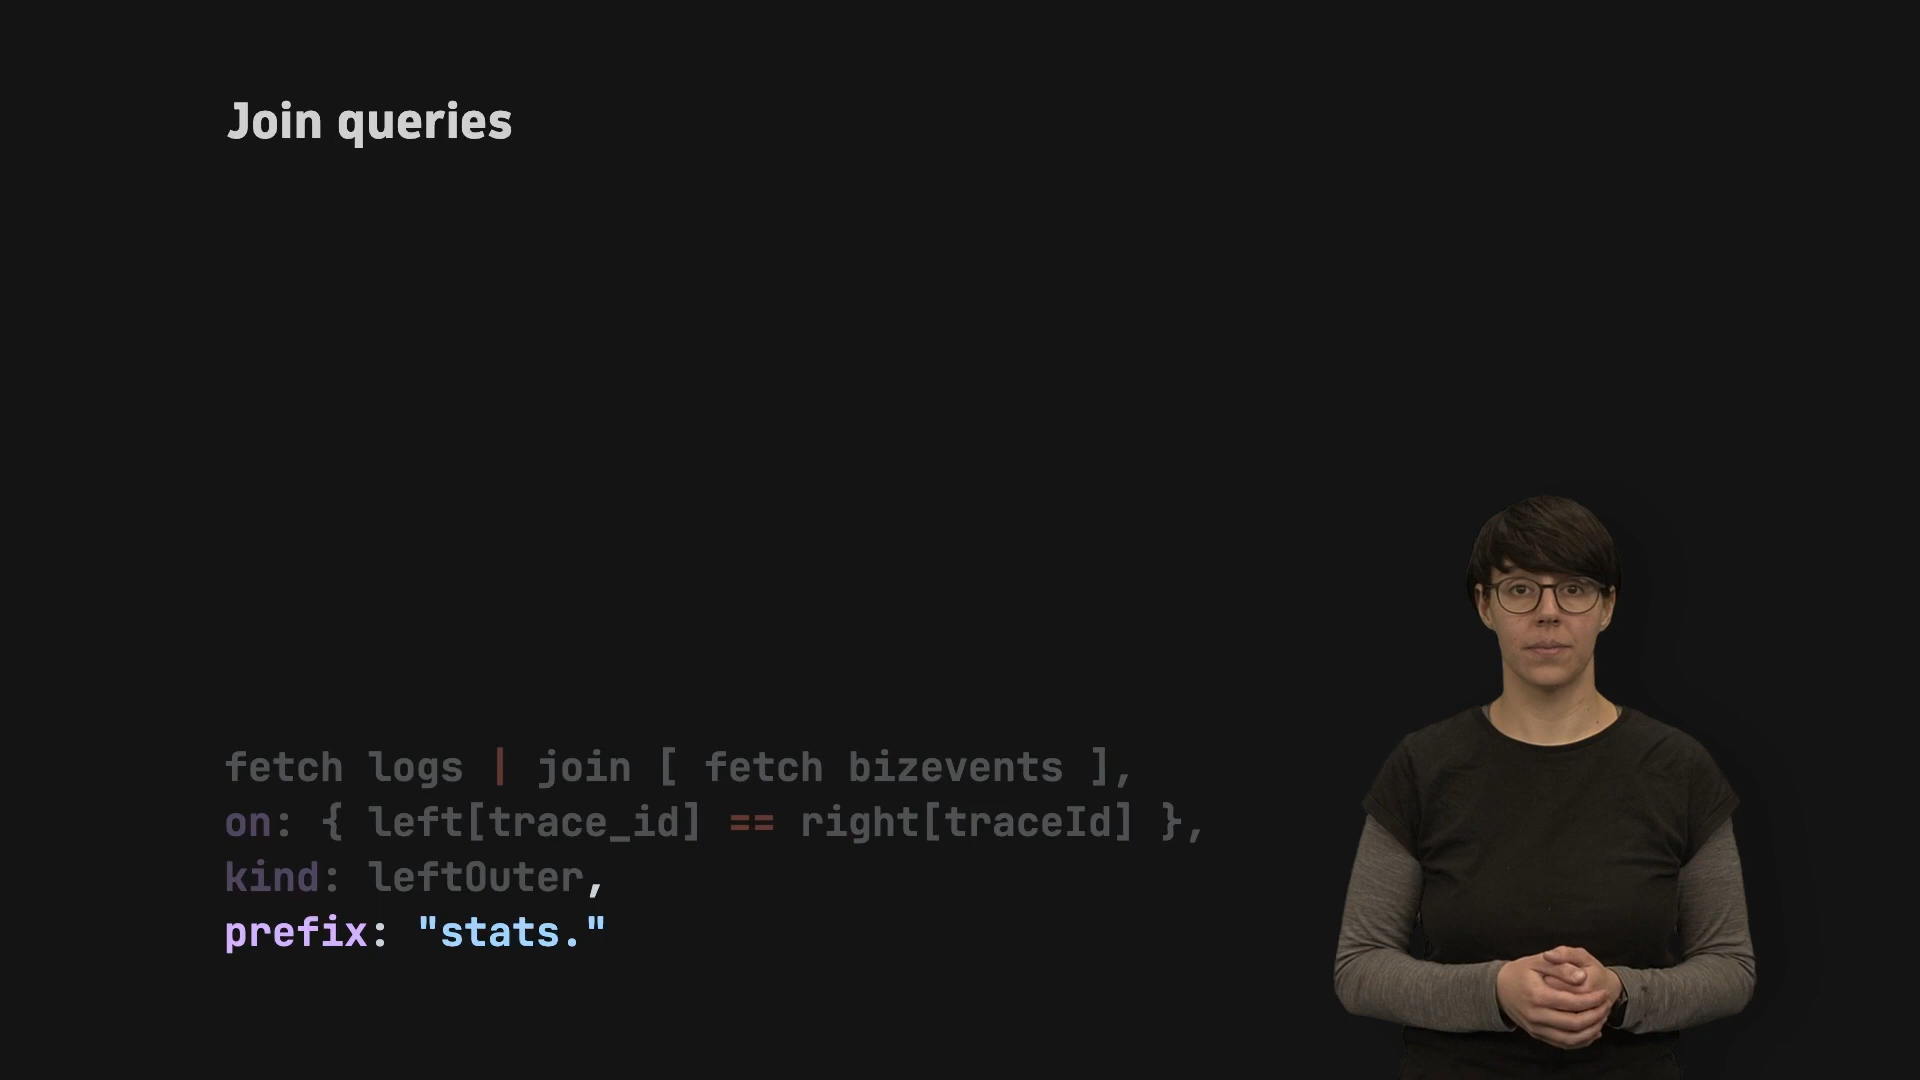 Join queries
fetch logs | join [ fetch bizevents ],
on: { left[trace_id] == right[traceId] },
kind: leftOuter,
prefix: "stats."